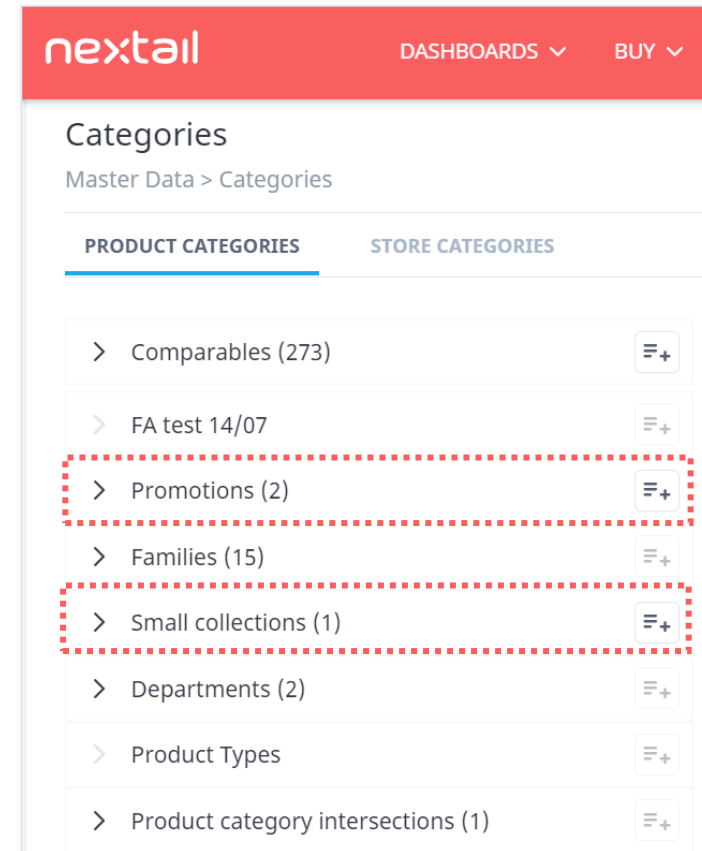 nextail DASHBOARDS BUY
Categories
Master Data > Categories
PRODUCT CATEGORIES STORE CATEGORIES
Comparables (273)
FA test 14/07
Promotions (2)
Families (15)
Small collections (1)
Departments (2)
Product Types
Product category intersections (1)